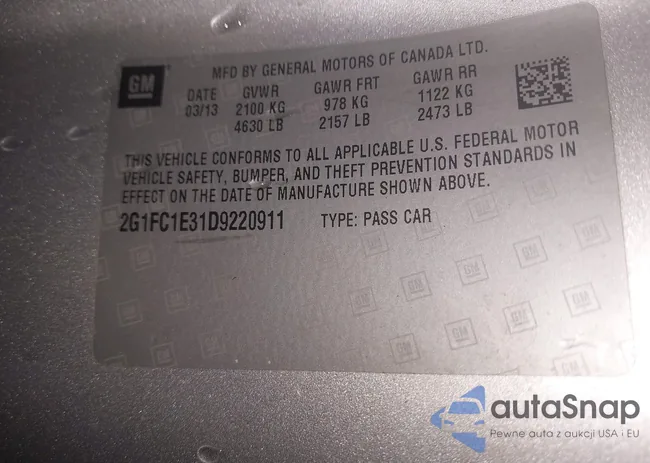 GM
MFD BY GENERAL MOTORS OF CANADA LTD.
DATE GVWR GAWR FRT GAWR RR
03/13 2100 KG 978 KG 1122 KG
4630 LB 2157 LB 2473 LB
THIS VEHICLE CONFORMS TO ALL APPLICABLE U.S. FEDERAL MOTOR
VEHICLE SAFETY, BUMPER, AND THEFT PREVENTION STANDARDS IN
EFFECT ON THE DATE OF MANUFACTURE SHOWN ABOVE.
2G1FC1E31D9220911 TYPE: PASS CAR
autaSnap
Pewne auta z aukcji USA i EU